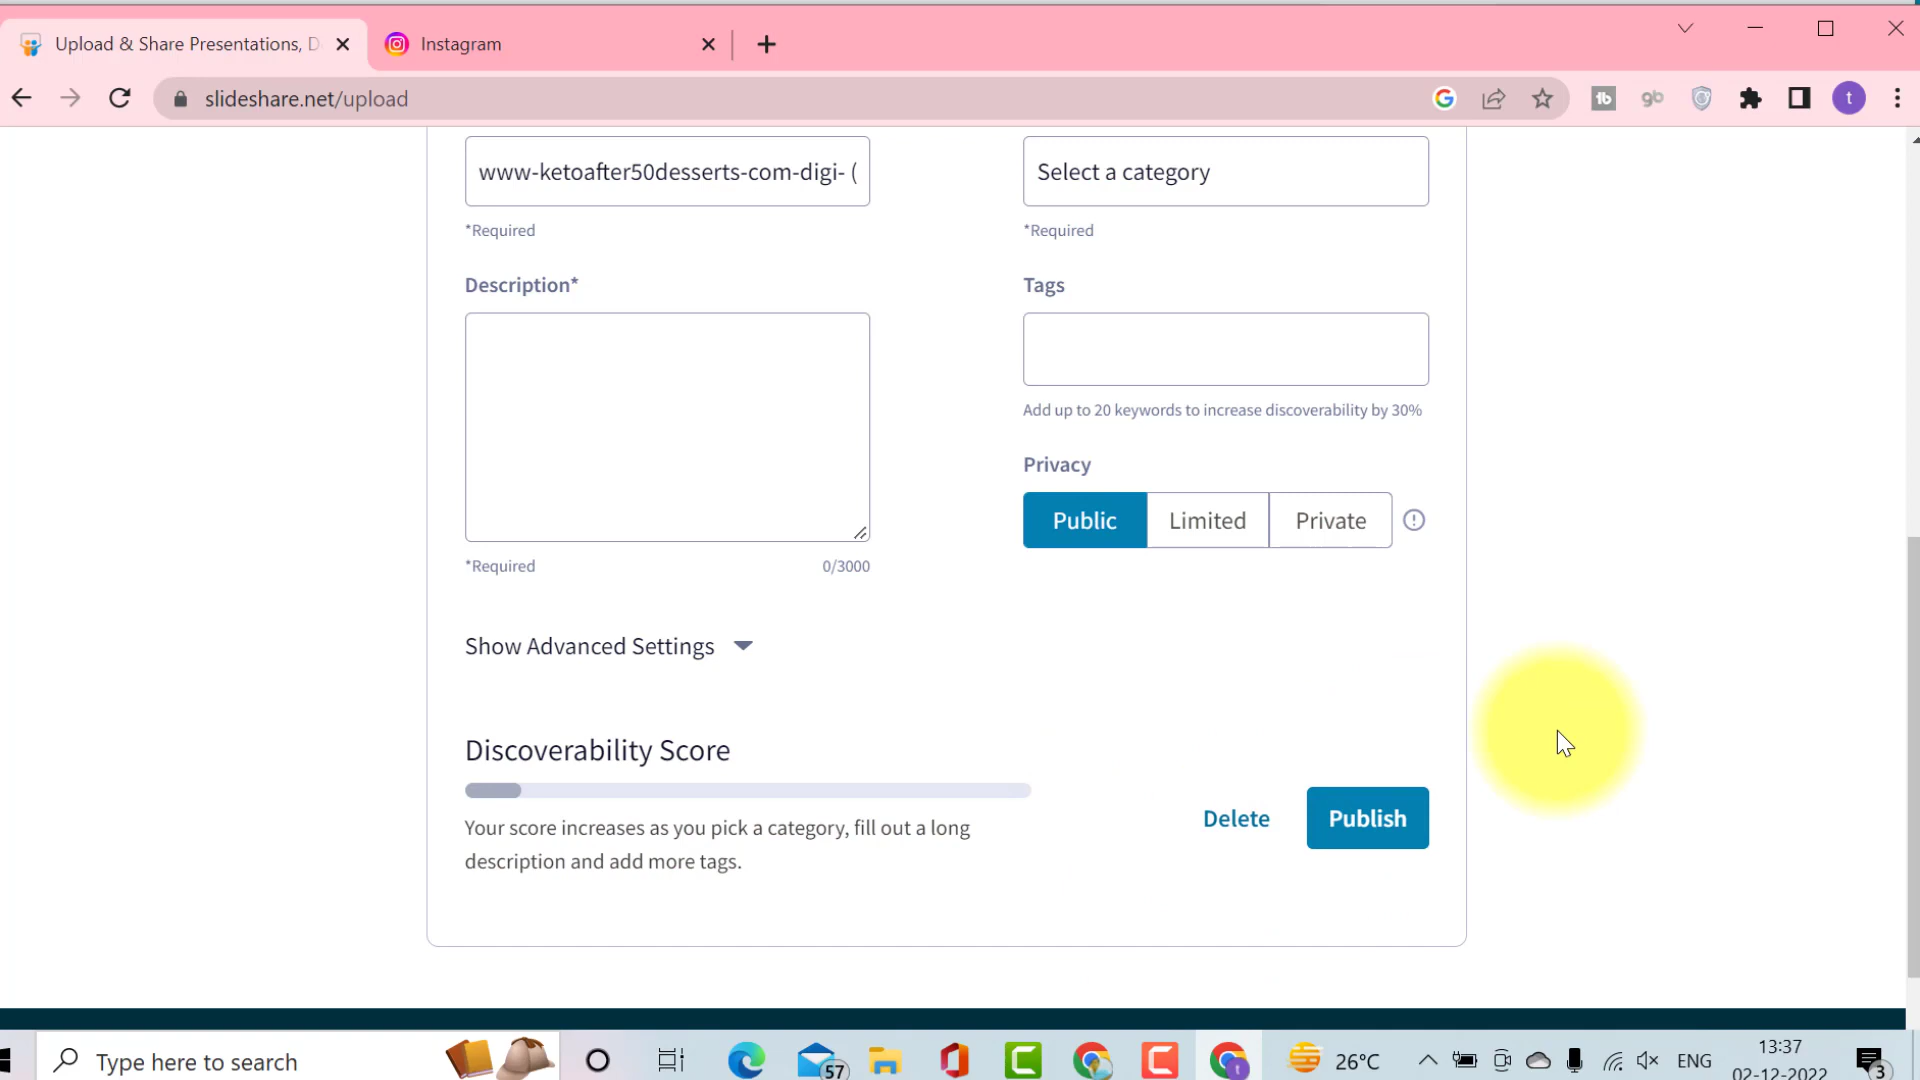 Upload & Share Presentations, D
Instagram
slideshare.net/upload
G
tb
gb
t
www-ketoafter50desserts-com-digi- (
Select a category
*Required
*Required
Description*
Tags
Add up to 20 keywords to increase discoverability by 30%
Privacy
Public
Limited
Private
*Required
0/3000
Show Advanced Settings
Discoverability Score
Your score increases as you pick a category, fill out a long
description and add more tags.
Delete
Publish
Type here to search
57
C
C
t
26°C
ENG
13:37
02-12-2022
3